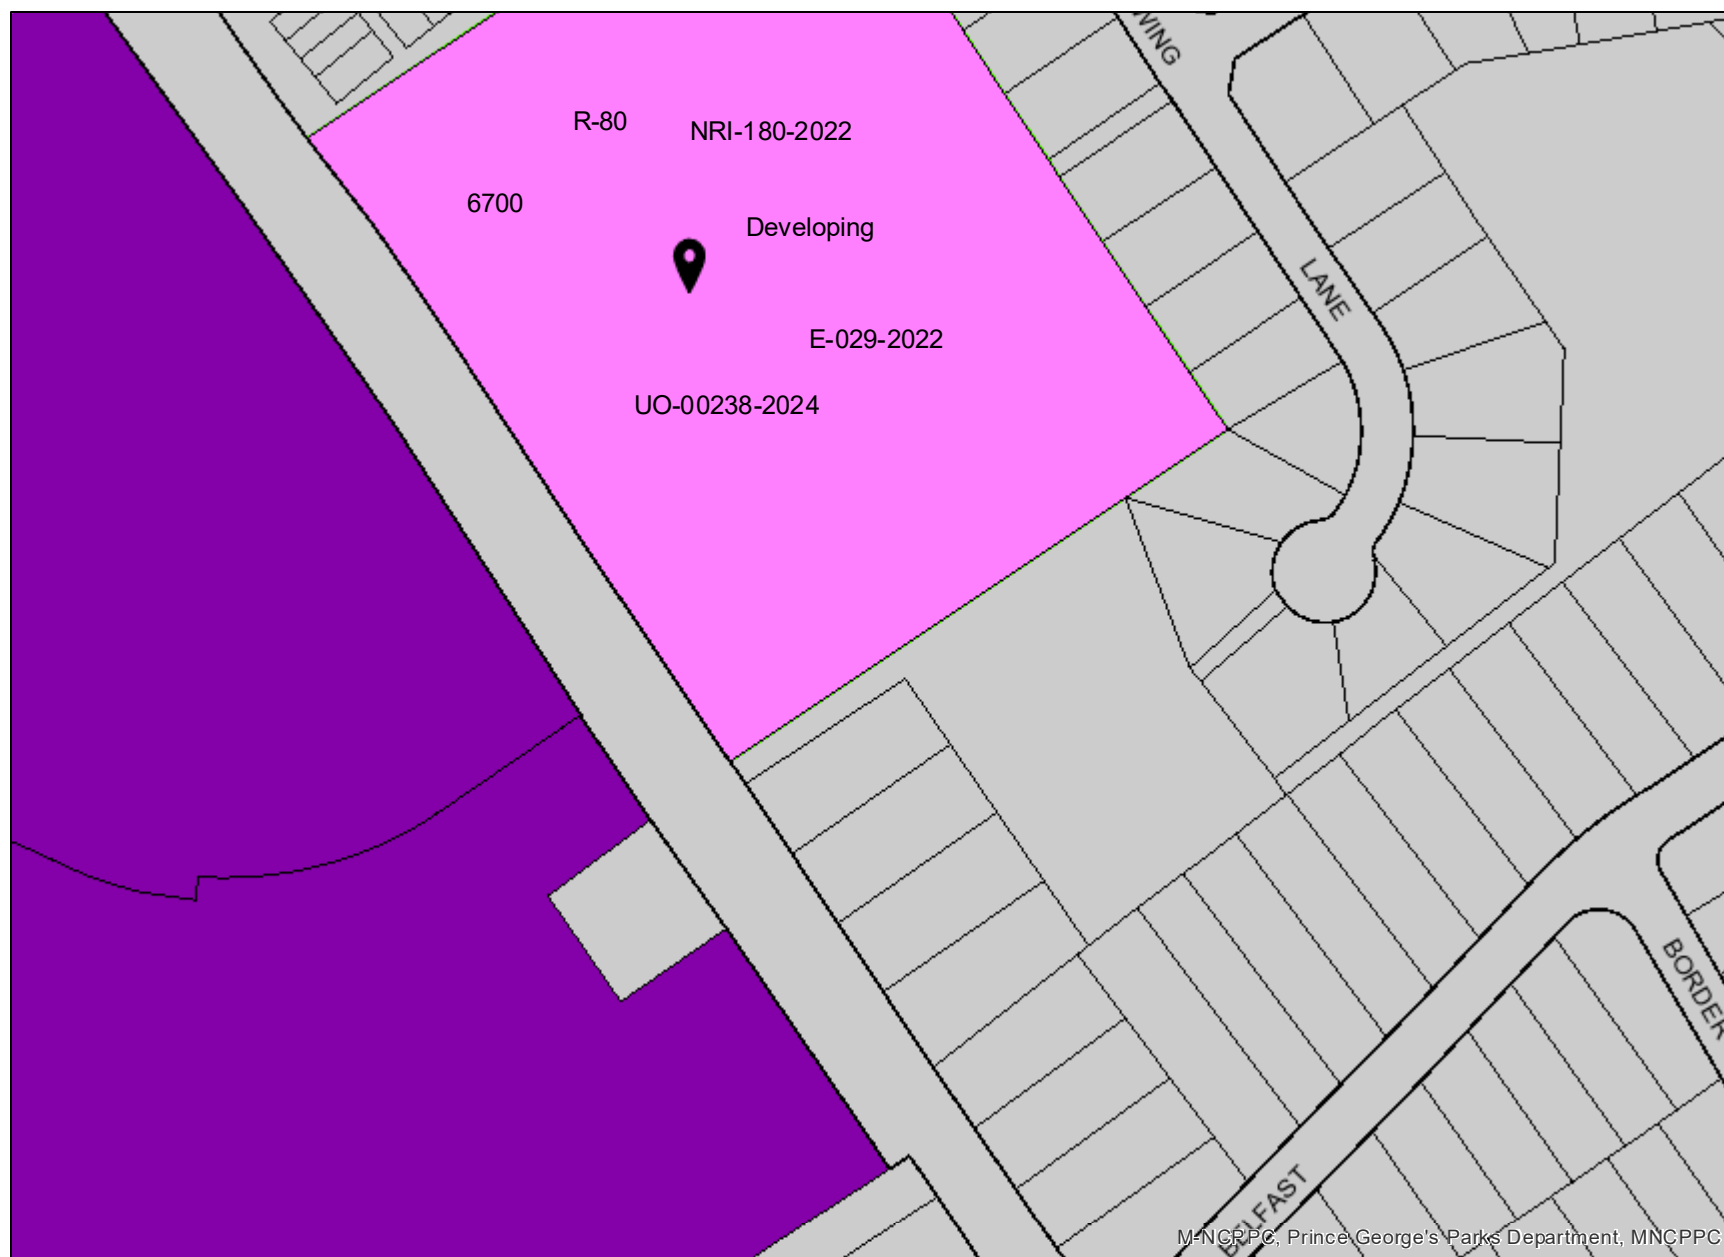 R-80
NRI-180-2022
6700
Developing
LANE
E-029-2022
UO-00238-2024
BORDER
BELFAST
M-NCPPC, Prince George's Parks Department, MNCPPC